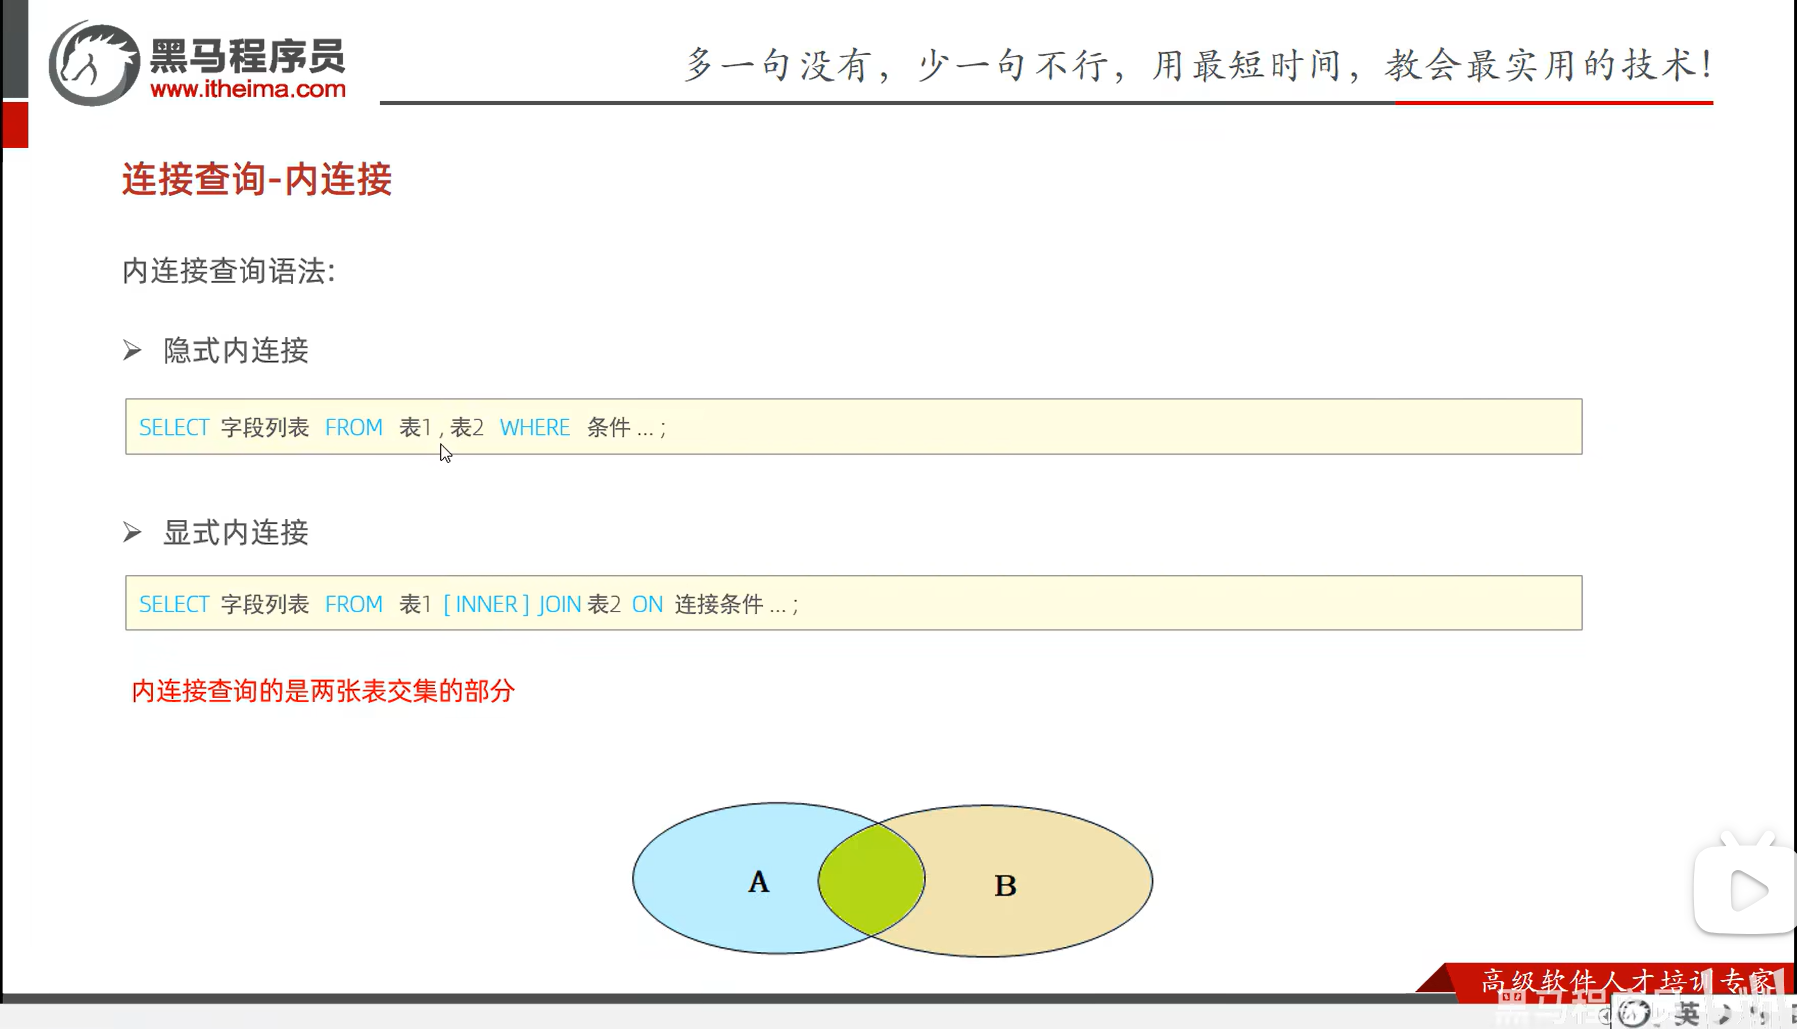 黑马程序员
www.itheima.com
多一句没有，少一句不行，用最短时间，教会最实用的技术！
连接查询-内连接
内连接查询语法：
隐式内连接
SELECT 字段列表 FROM 表1 , 表2 WHERE 条件 ... ;
显式内连接
SELECT 字段列表 FROM 表1 [ INNER ] JOIN 表2 ON 连接条件 ... ;
内连接查询的是两张表交集的部分
A
B
高级软件人才培训专家
英